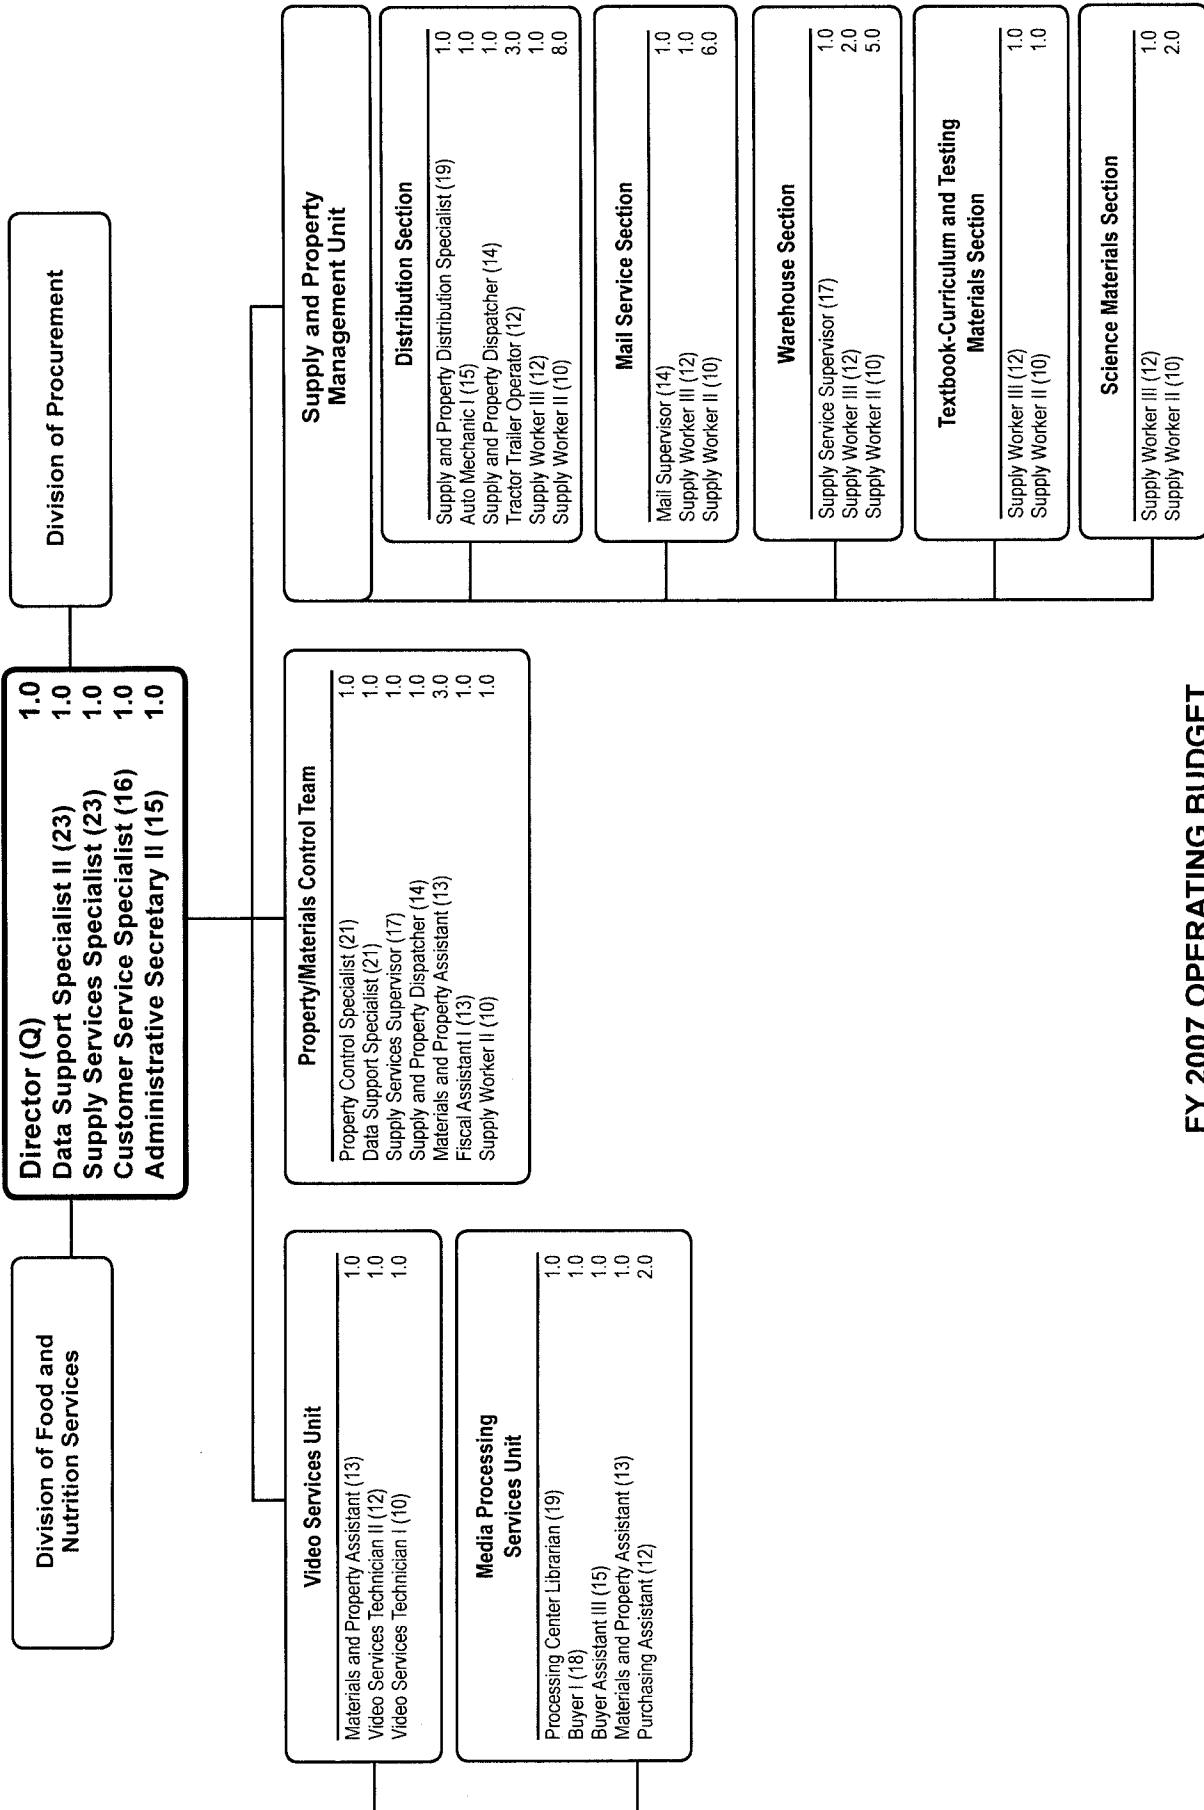 Division of Food and
Nutrition Services
Director (Q) 1.0
Data Support Specialist II (23) 1.0
Supply Services Specialist (23) 1.0
Customer Service Specialist (16) 1.0
Administrative Secretary II (15) 1.0
Division of Procurement
Video Services Unit
Materials and Property Assistant (13) 1.0
Video Services Technician II (12) 1.0
Video Services Technician I (10) 1.0
Media Processing
Services Unit
Processing Center Librarian (19) 1.0
Buyer I (18) 1.0
Buyer Assistant III (15) 1.0
Materials and Property Assistant (13) 1.0
Purchasing Assistant (12) 2.0
Property/Materials Control Team
Property Control Specialist (21) 1.0
Data Support Specialist (21) 1.0
Supply Services Supervisor (17) 1.0
Supply and Property Dispatcher (14) 1.0
Materials and Property Assistant (13) 3.0
Fiscal Assistant I (13) 1.0
Supply Worker II (10) 1.0
Supply and Property
Management Unit
Distribution Section
Supply and Property Distribution Specialist (19) 1.0
Auto Mechanic I (15) 1.0
Supply and Property Dispatcher (14) 1.0
Tractor Trailer Operator (12) 3.0
Supply Worker III (12) 1.0
Supply Worker II (10) 8.0
Mail Service Section
Mail Supervisor (14) 1.0
Supply Worker III (12) 1.0
Supply Worker II (10) 6.0
Warehouse Section
Supply Service Supervisor (17) 1.0
Supply Worker III (12) 2.0
Supply Worker II (10) 5.0
Textbook-Curriculum and Testing
Materials Section
Supply Worker III (12) 1.0
Supply Worker II (10) 1.0
Science Materials Section
Supply Worker III (12) 1.0
Supply Worker II (10) 2.0
FY 2007 OPERATING BUDGET